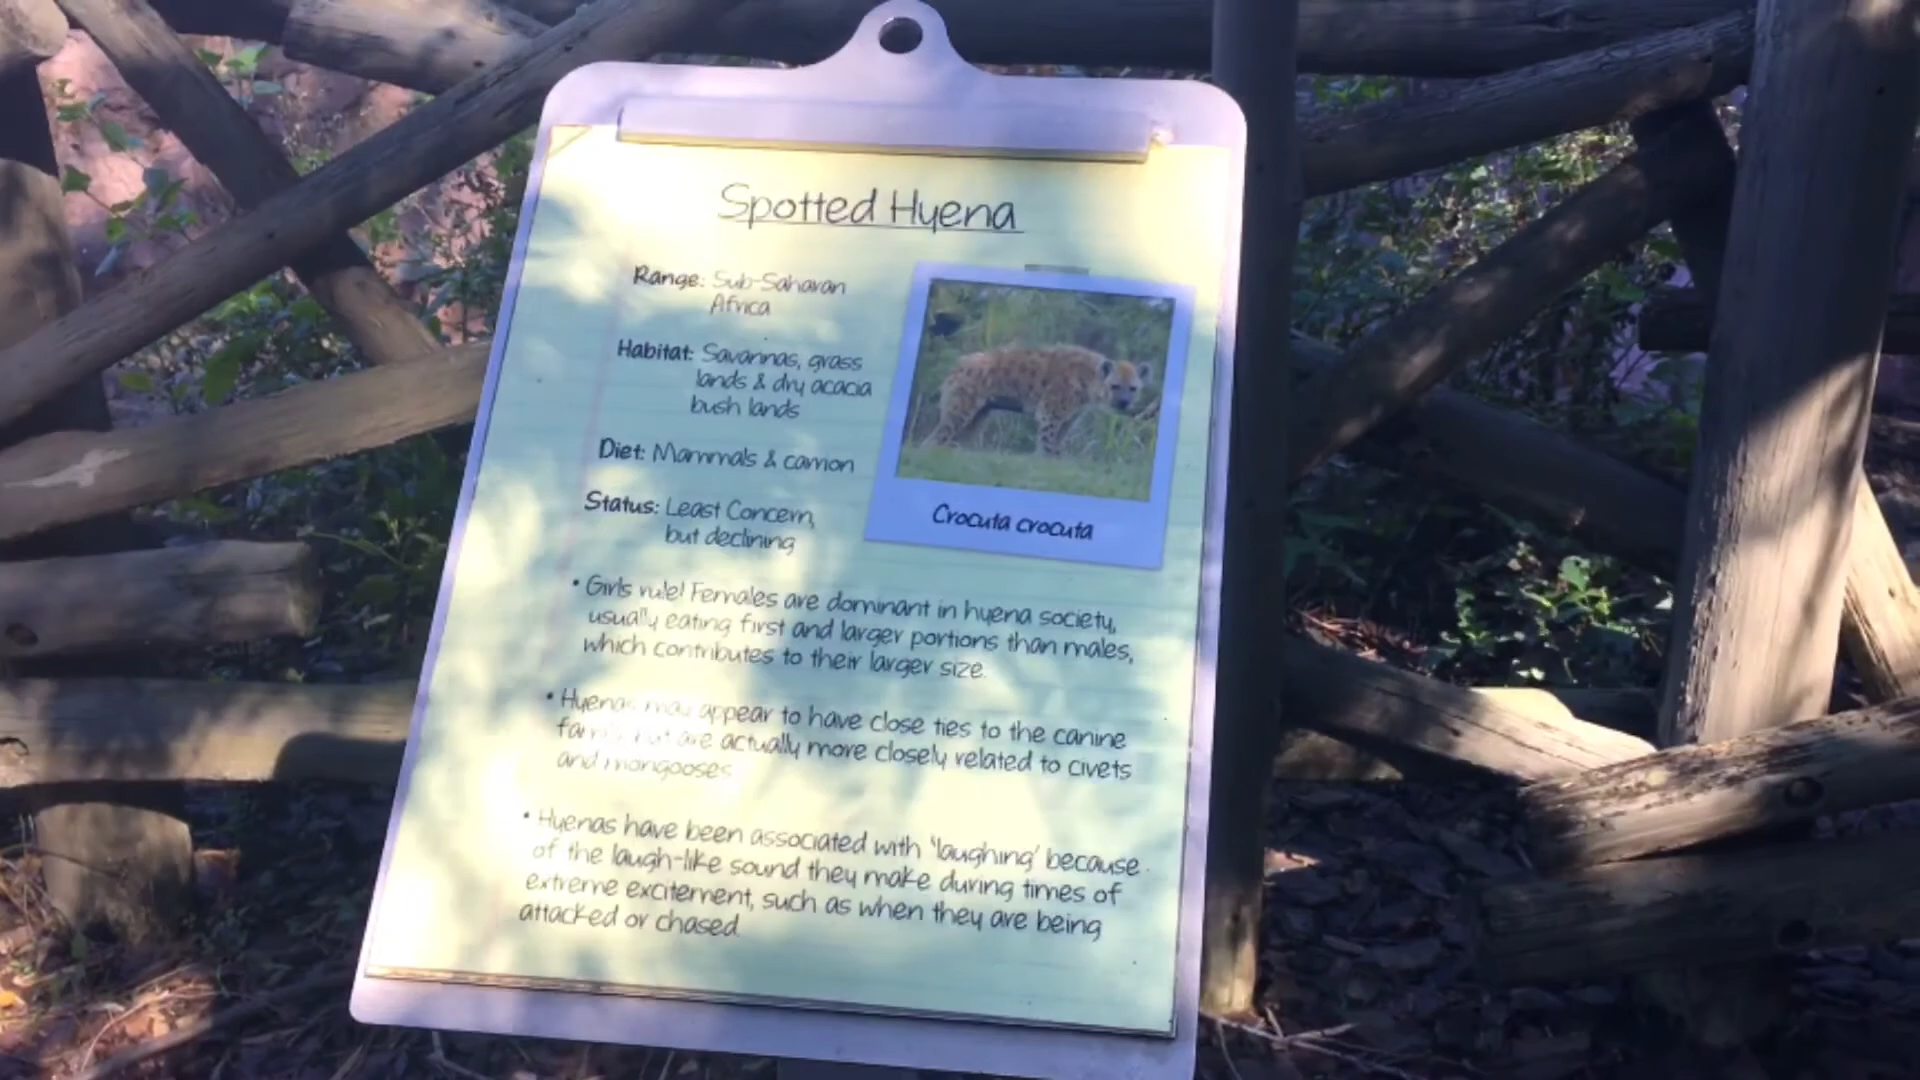 Spotted Hyena
Range: Sub-Saharan
Africa
Habitat: Savannas, grass
lands & dry acacia
bush lands
Diet: Mammals & carrion
Status: Least Concern,
but declining
Crocuta crocuta
• Girls rule! Females are dominant in hyena society,
usually eating first and larger portions than males,
which contributes to their larger size.
• Hyenas may appear to have close ties to the canine
family but are actually more closely related to civets
and mongooses
• Hyenas have been associated with 'laughing' because
of the laugh-like sound they make during times of
extreme excitement, such as when they are being
attacked or chased.